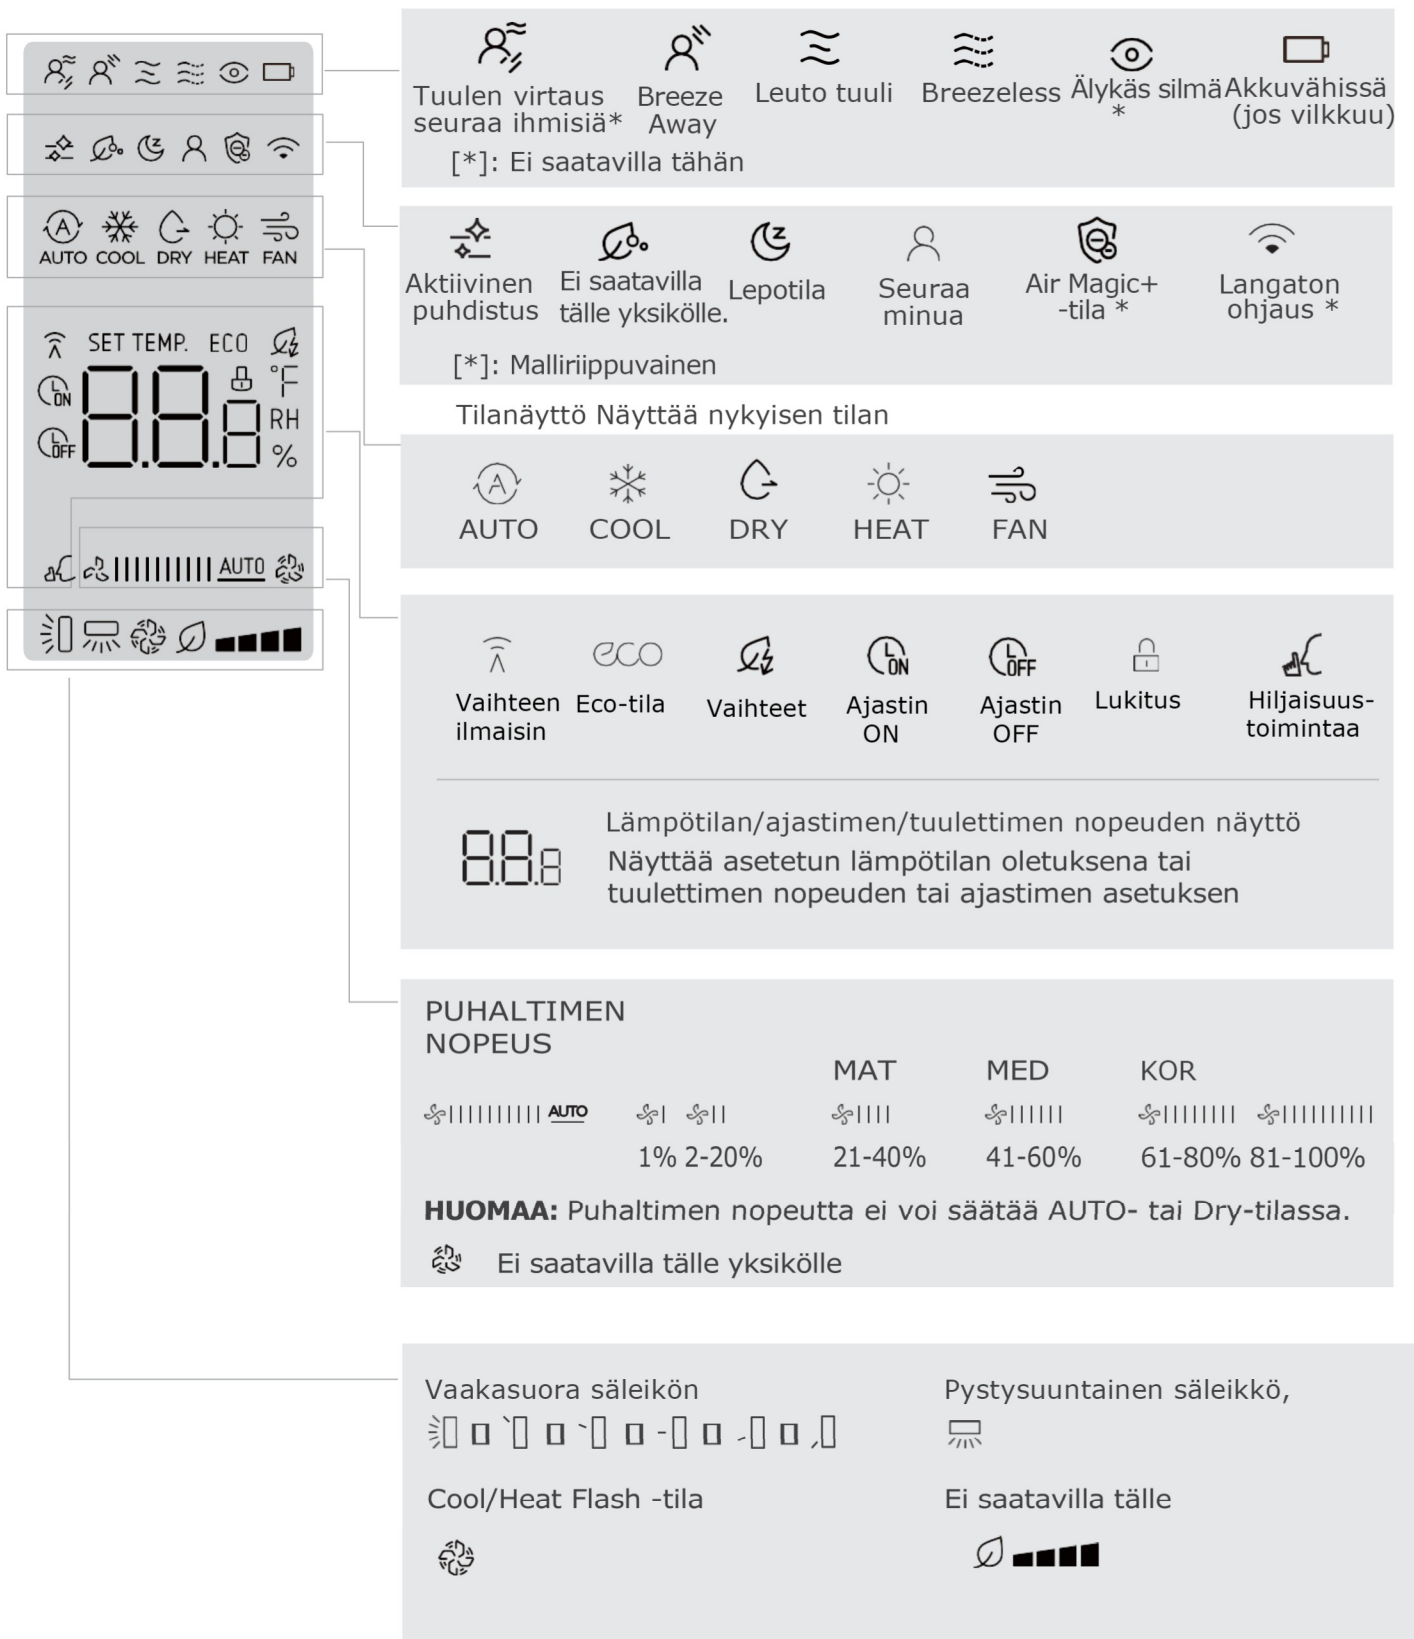 AUTO COOL DRY HEAT FAN
SET TEMP. ECO
°F
ON
RH
OFF
%
AUTO
Tuulen virtaus
seuraa ihmisiä*
Breeze
Away
Leuto tuuli
Breezeless
Älykäs silmä
*
Akkuvähissä
(jos vilkkuu)
[*]: Ei saatavilla tähän
Aktiivinen
puhdistus
Ei saatavilla
tälle yksikölle.
Lepotila
Seuraa
minua
Air Magic+
-tila *
Langaton
ohjaus *
[*]: Malliriippuvainen
Tilanäyttö Näyttää nykyisen tilan
AUTO COOL DRY HEAT FAN
eco
ON
OFF
Vaihteen
ilmaisin
Eco-tila
Vaihteet
Ajastin
ON
Ajastin
OFF
Lukitus
Hiljaisuus-
toimintaa
Lämpötilan/ajastimen/tuulettimen nopeuden näyttö
Näyttää asetetun lämpötilan oletuksena tai
tuulettimen nopeuden tai ajastimen asetuksen
PUHALTIMEN
NOPEUS
MAT MED KOR
AUTO
1% 2-20% 21-40% 41-60% 61-80% 81-100%
HUOMAA: Puhaltimen nopeutta ei voi säätää AUTO- tai Dry-tilassa.
Ei saatavilla tälle yksikölle
Vaakasuora säleikön
Pystysuuntainen säleikkö,
Cool/Heat Flash -tila
Ei saatavilla tälle